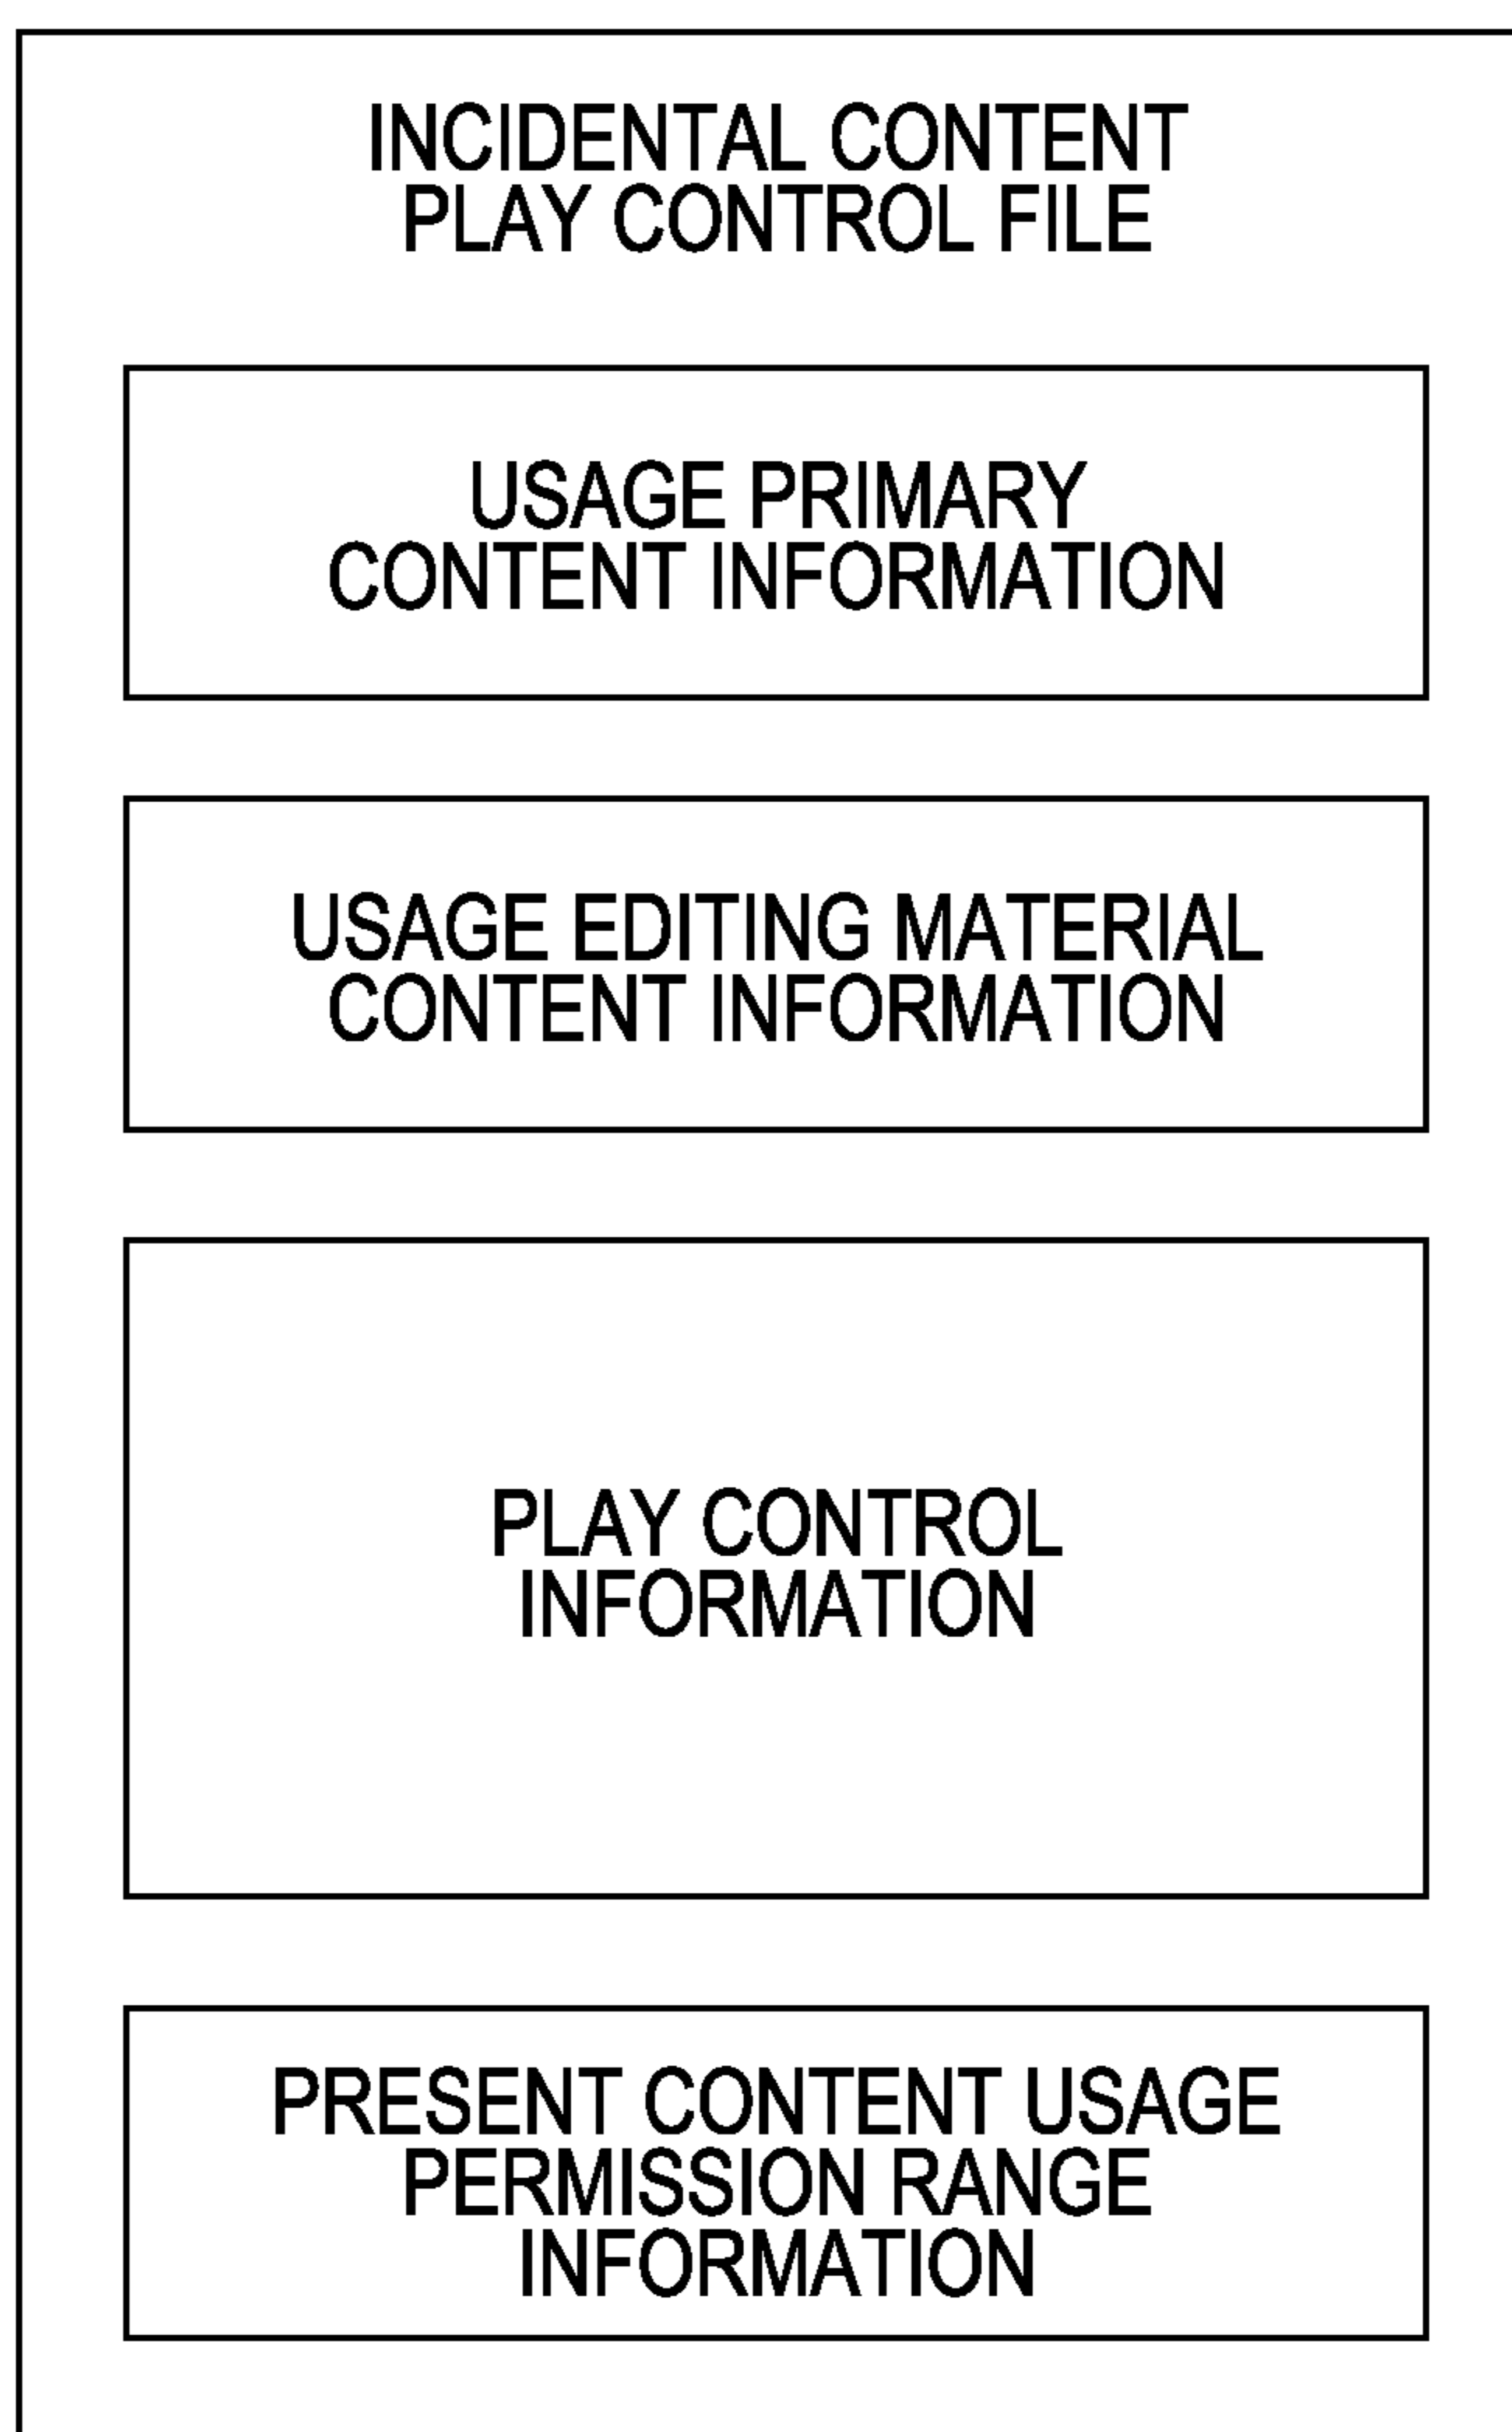 INCIDENTAL CONTENT
PLAY CONTROL FILE
USAGE PRIMARY
CONTENT INFORMATION
USAGE EDITING MATERIAL
CONTENT INFORMATION
PLAY CONTROL
INFORMATION
PRESENT CONTENT USAGE
PERMISSION RANGE
INFORMATION